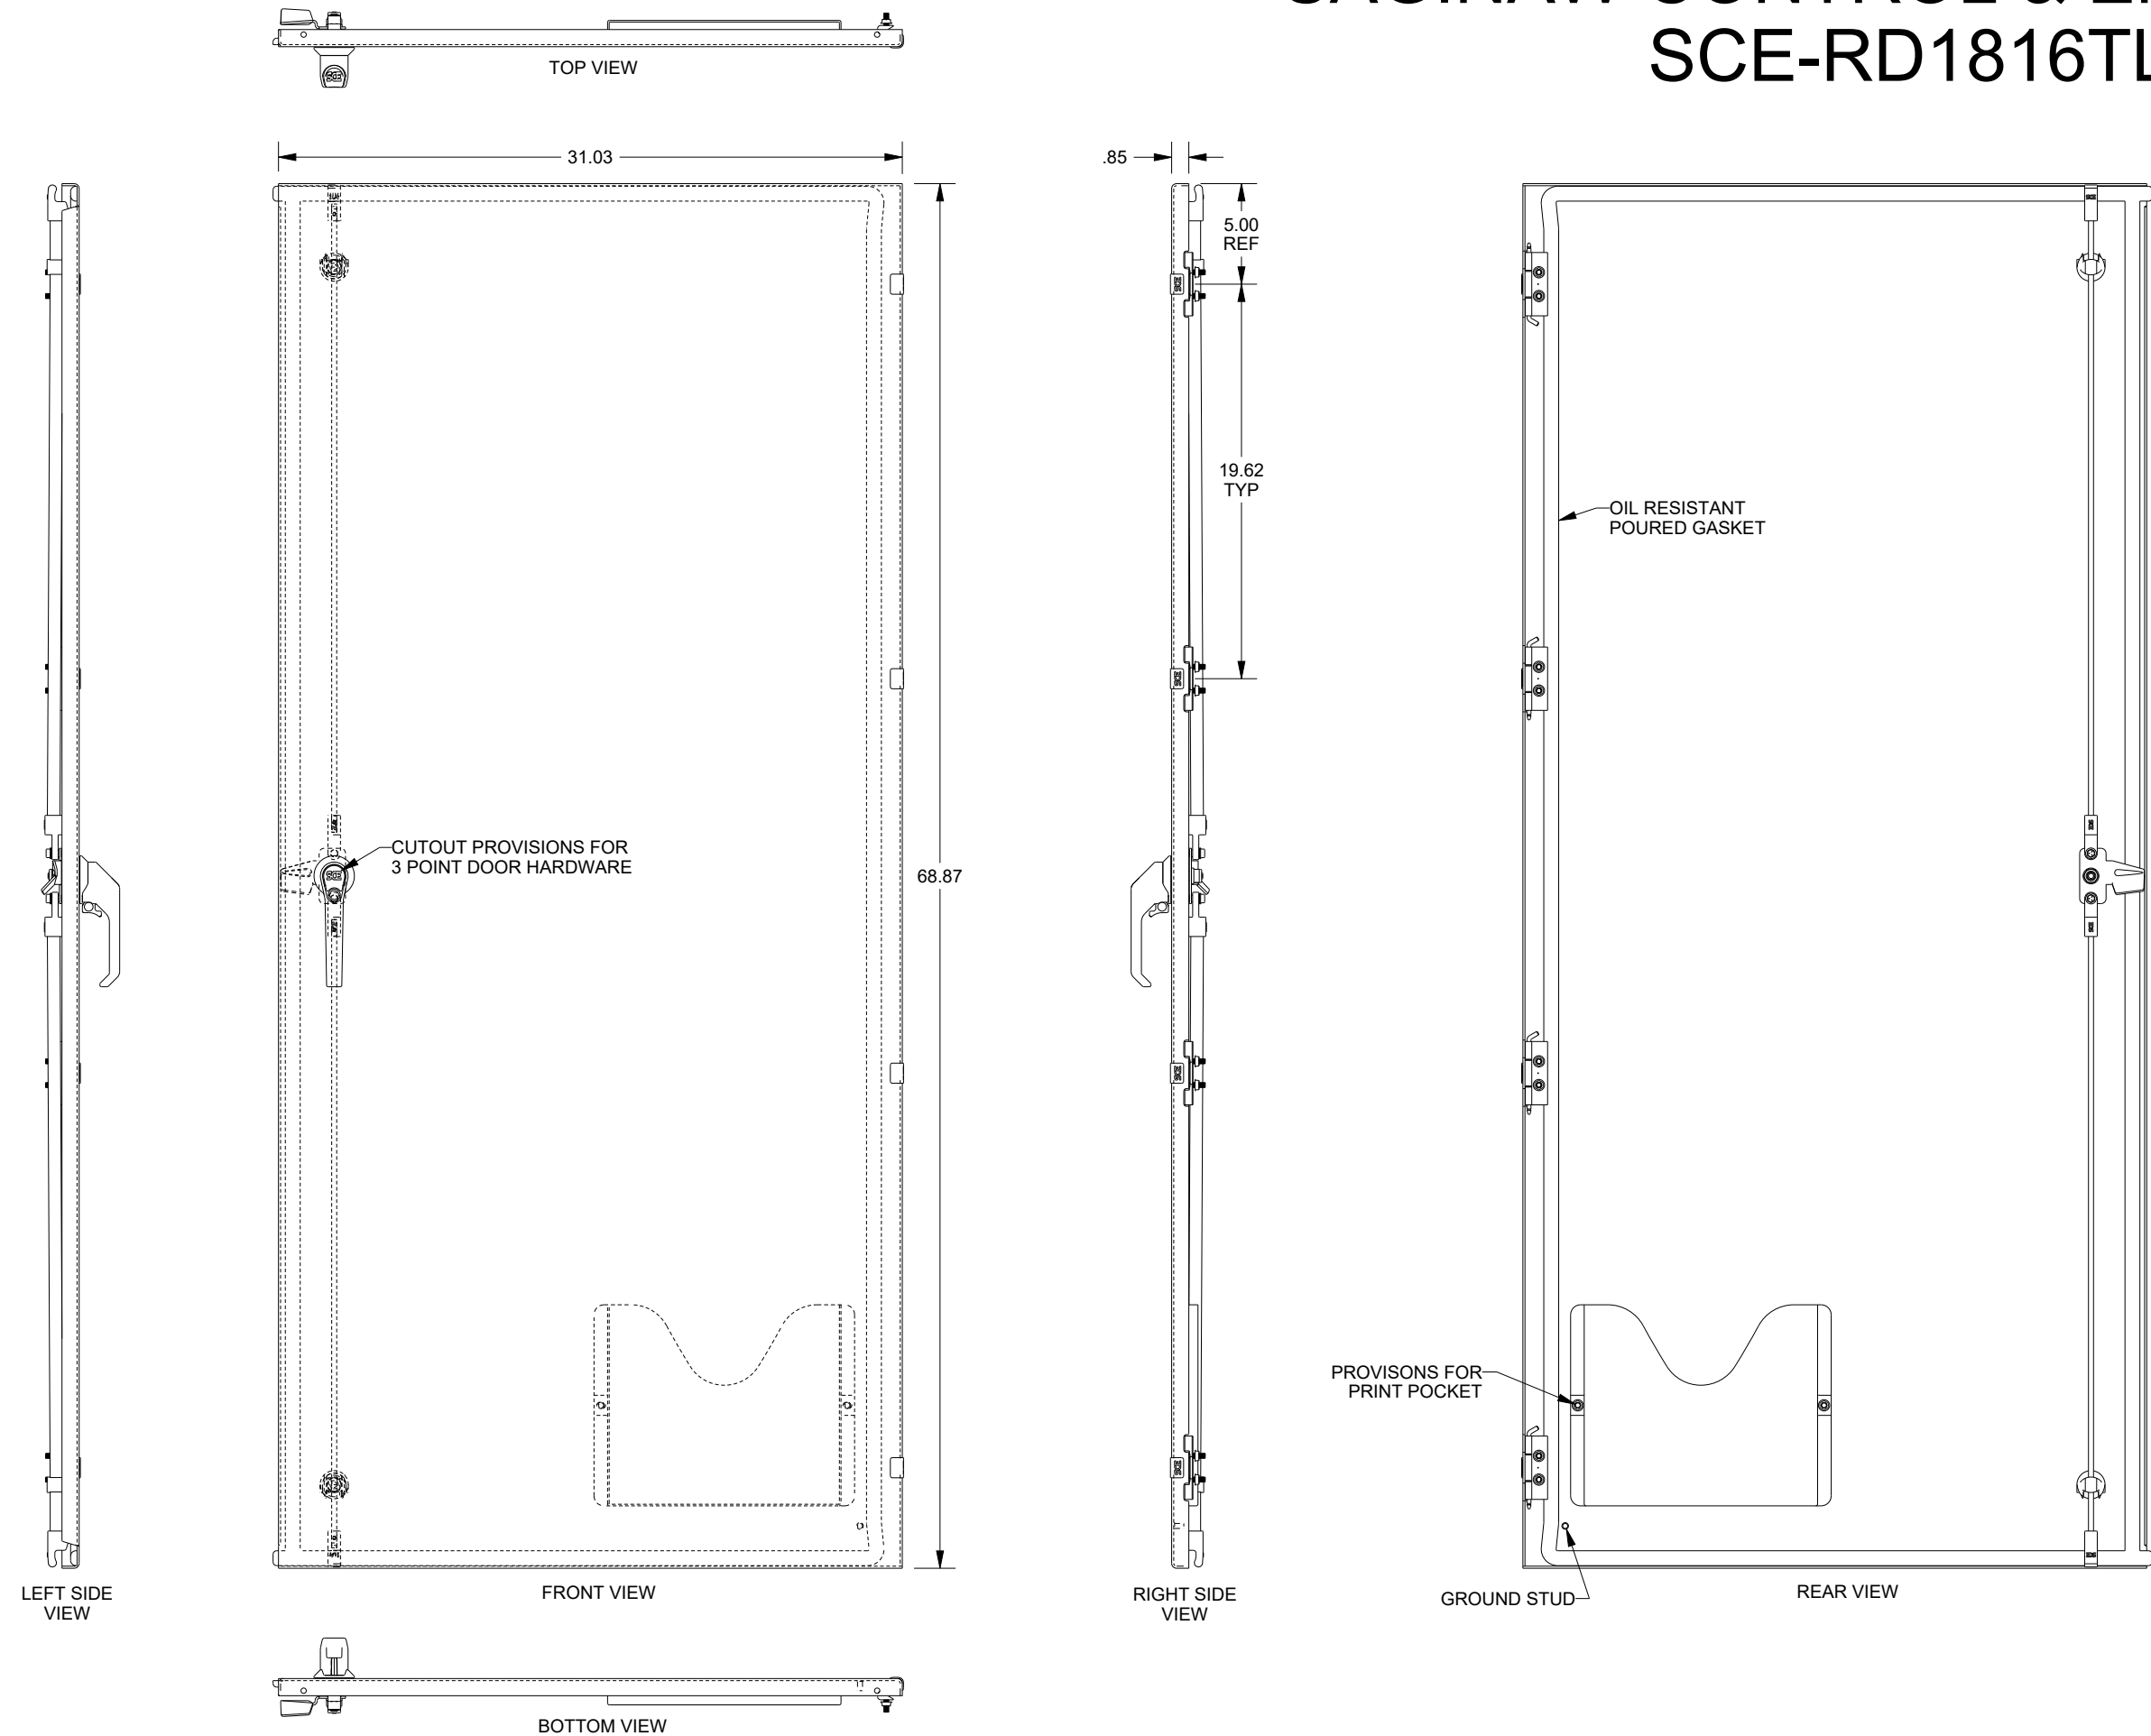 SAGINAW CONTROL &
SCE-RD1816TL
TOP VIEW
31.03
.85
5.00
REF
19.62
TYP
OIL RESISTANT
POURED GASKET
CUTOUT PROVISIONS FOR
3 POINT DOOR HARDWARE
68.87
PROVISONS FOR
PRINT POCKET
GROUND STUD
LEFT SIDE
VIEW
FRONT VIEW
RIGHT SIDE
VIEW
REAR VIEW
BOTTOM VIEW